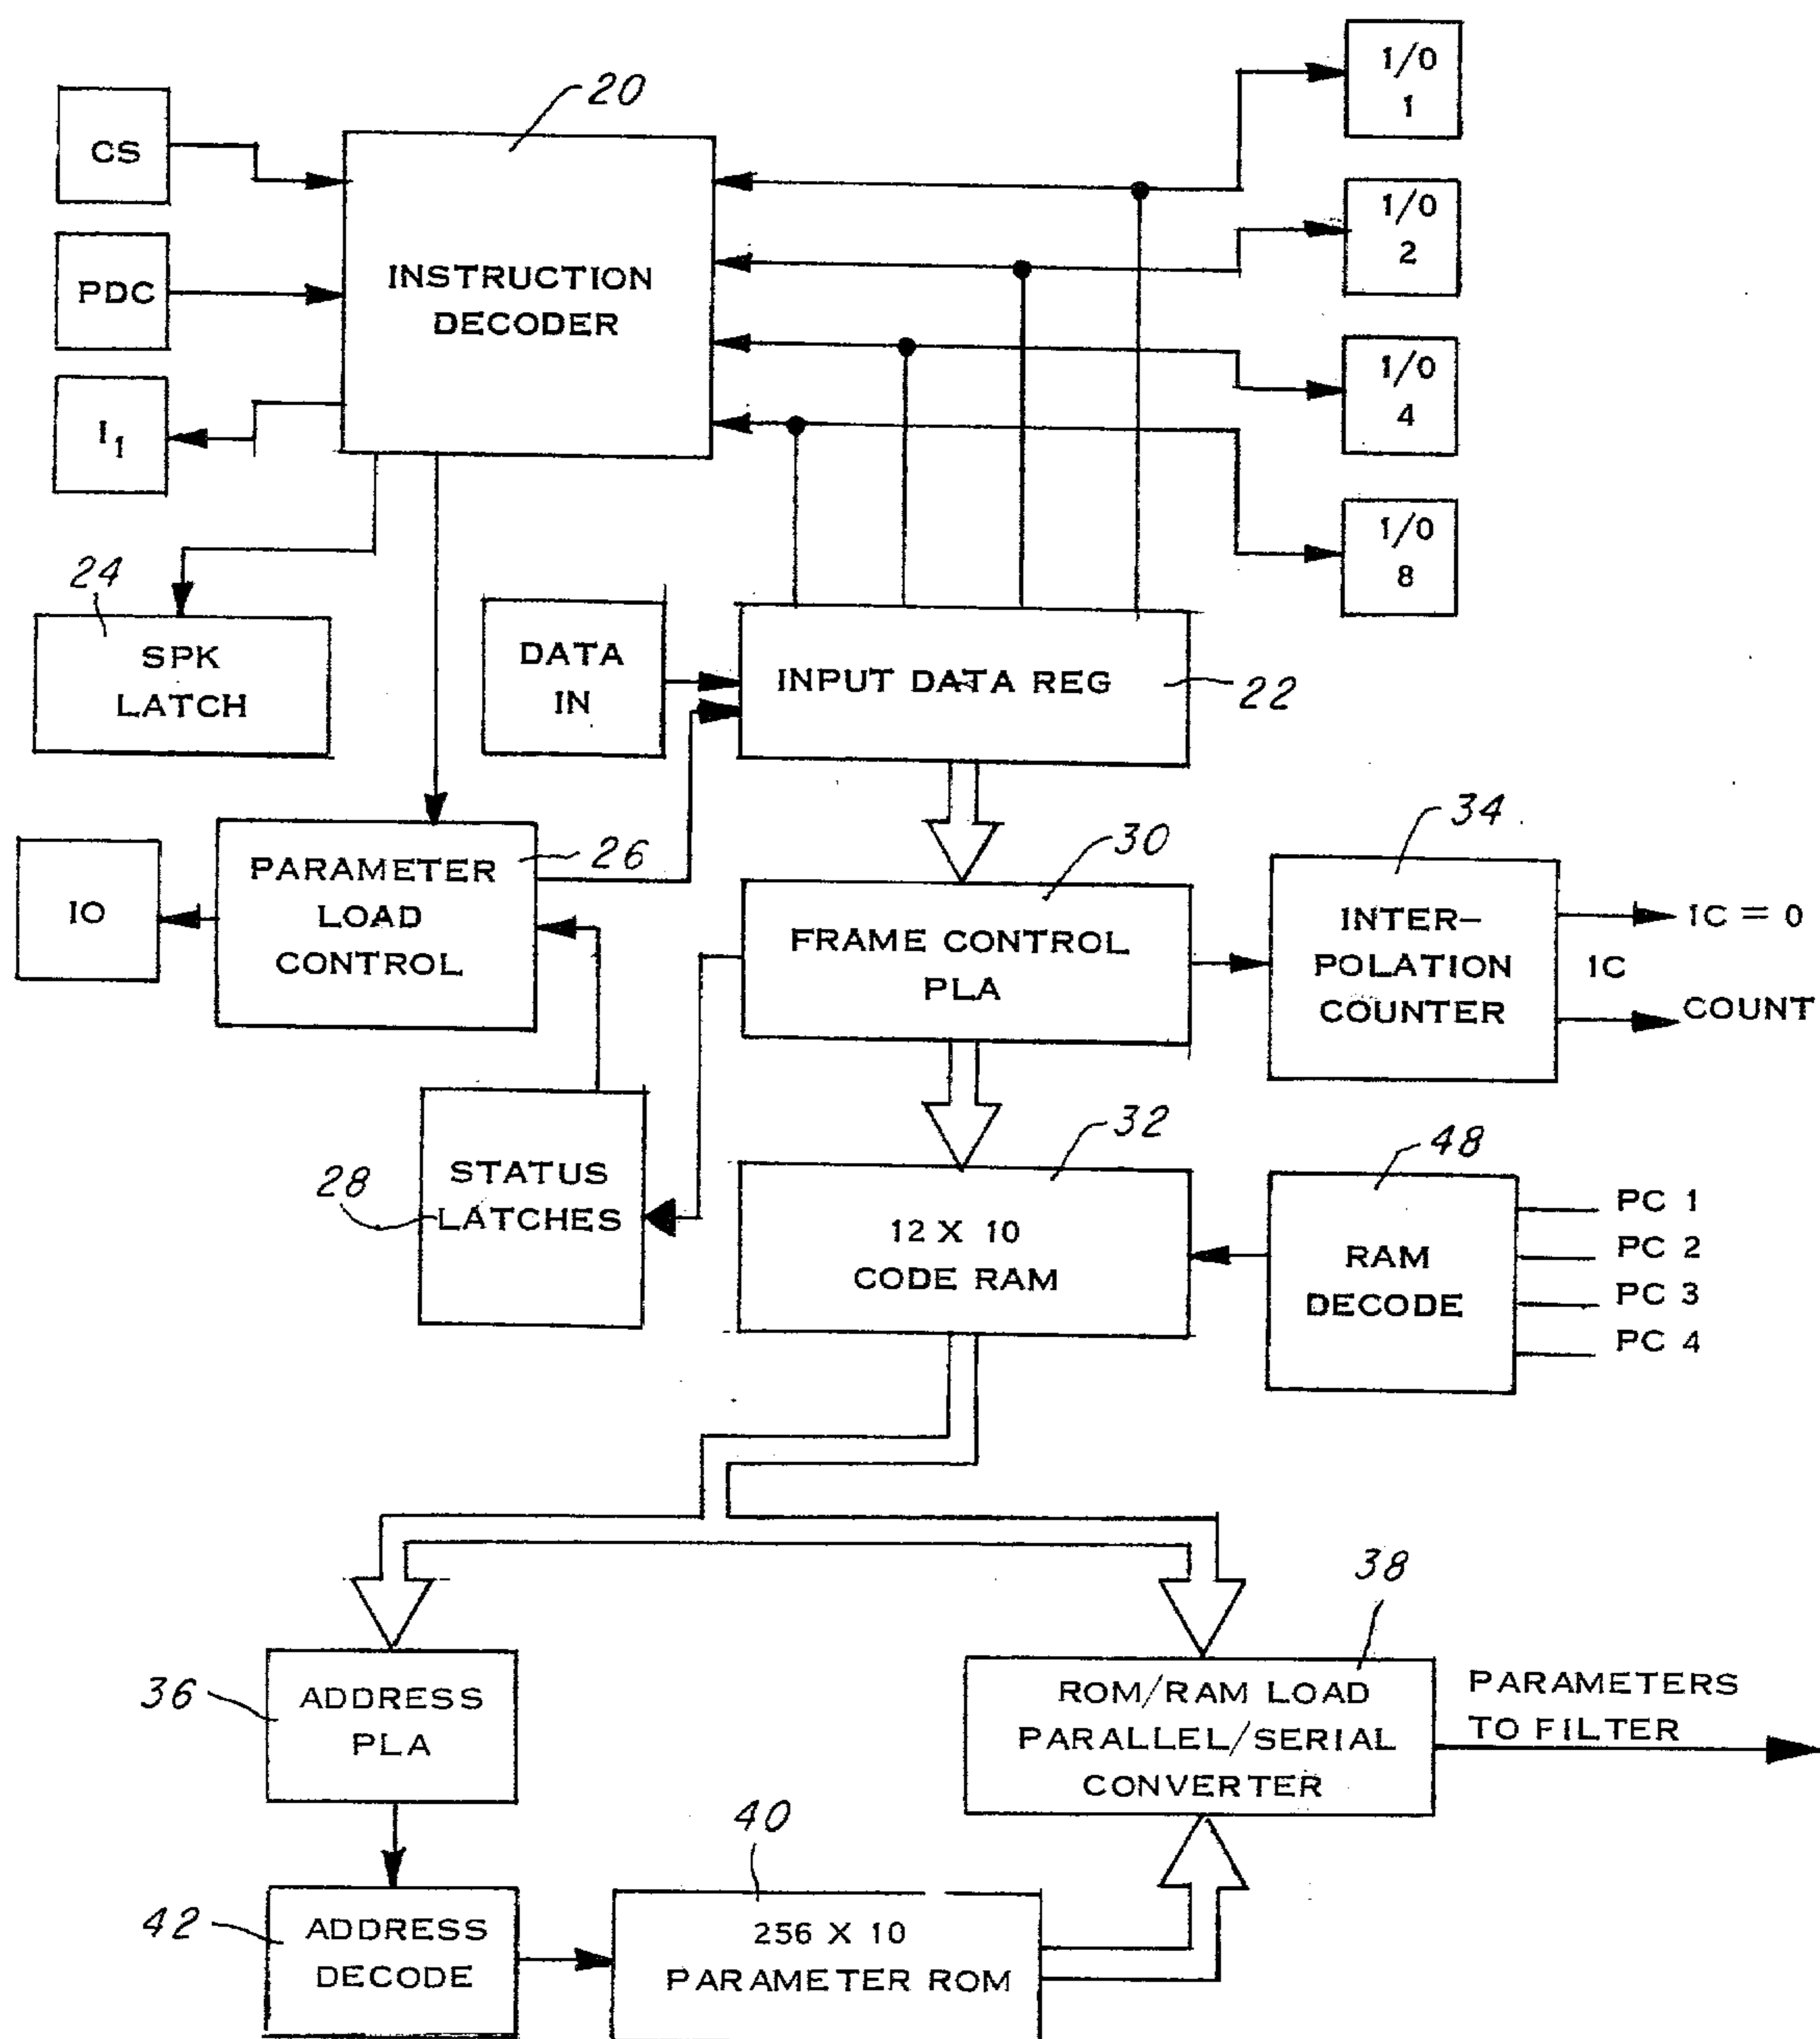 1/0
1
20
CS
1/0
2
PDC
INSTRUCTION
DECODER
1/0
4
I1
1/0
8
24
SPK
LATCH
DATA
IN
INPUT DATA REG
22
34
30
26
PARAMETER
LOAD
CONTROL
IO
FRAME CONTROL
PLA
INTER-
POLATION
COUNTER
IC = 0
IC
COUNT
32
48
28
STATUS
LATCHES
12 X 10
CODE RAM
RAM
DECODE
PC 1
PC 2
PC 3
PC 4
38
36
ADDRESS
PLA
ROM/RAM LOAD
PARALLEL/SERIAL
CONVERTER
PARAMETERS
TO FILTER
40
42
ADDRESS
DECODE
256 X 10
PARAMETER ROM